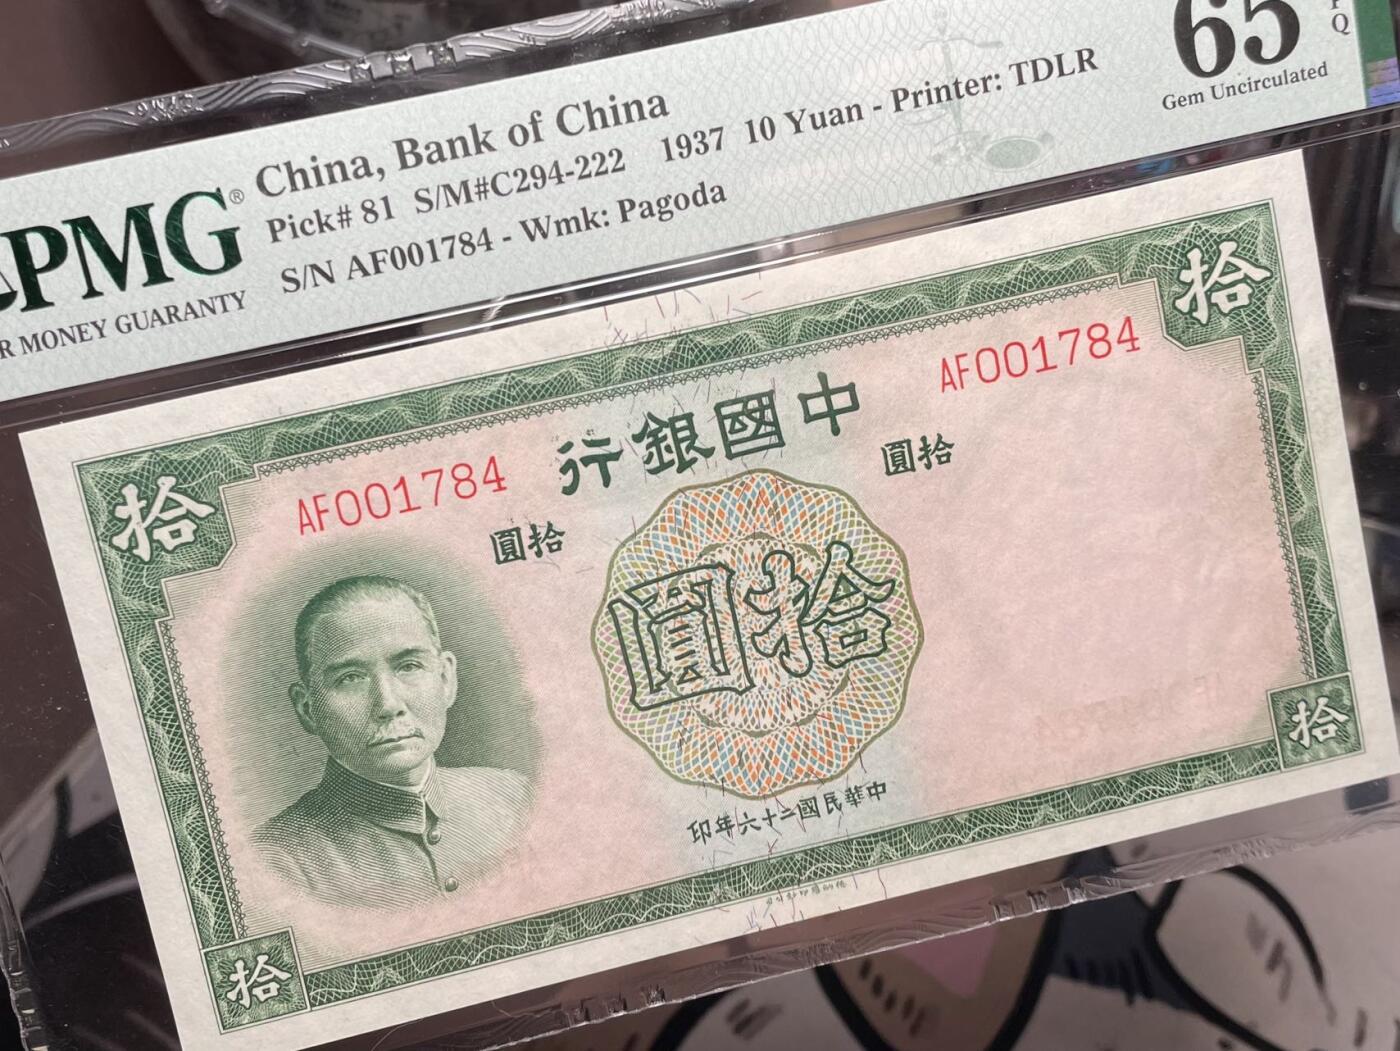 China, Bank of China
Pick# 81 S/M#C294-222 1937 10 Yuan - Printer: TDLR
S/N AF001784 - Wmk: Pagoda
65
PQ
Gem Uncirculated
PMG®
R MONEY GUARANTY
拾
拾
AF001784
AF001784
中國銀行
拾圓
拾圓
拾圓
中華民國二十六年印
拾
拾